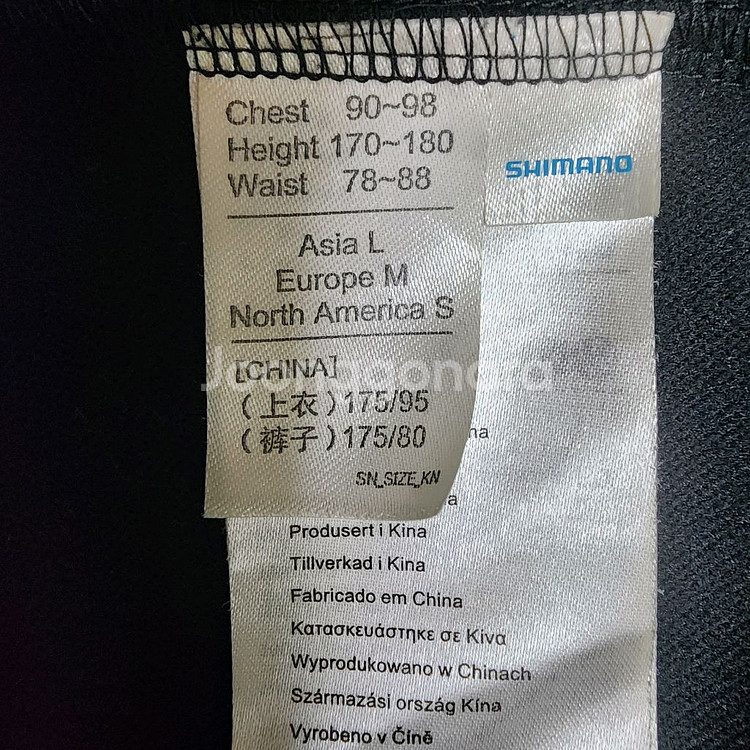 Chest 90~98
Height 170~180
Waist 78~88
SHIMANO
Asia L
Europe M
North America S
[CHINA]
(上衣)175/95
(裤子)175/80
SN_SIZE_KN
Joongonara
na
a
Produsert i Kina
Tillverkad i Kina
Fabricado em China
Κατασκευάστηκε σε Κίνα
Wyprodukowano w Chinach
Származási ország Kína
Vyrobeno v Číně